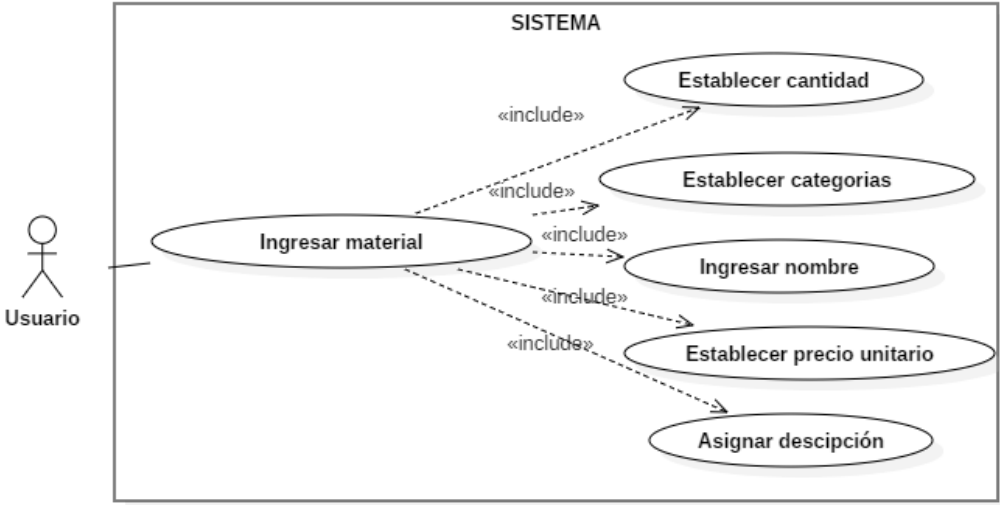 SISTEMA
Establecer cantidad
«include»
Establecer categorias
«include»
Ingresar material
«include»
Ingresar nombre
«include»
Usuario
«include»
Establecer precio unitario
Asignar descipción